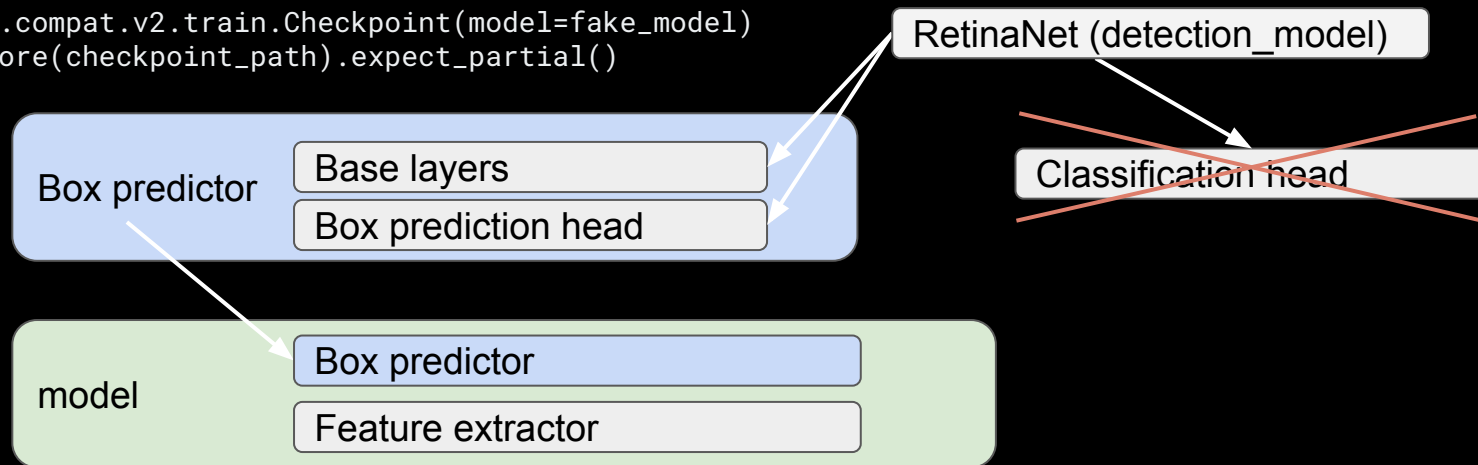 .compat.v2.train.Checkpoint(model=fake_model)
ore(checkpoint_path).expect_partial()
RetinaNet (detection_model)
Box predictor
Base layers
Box prediction head
Classification head
model
Box predictor
Feature extractor